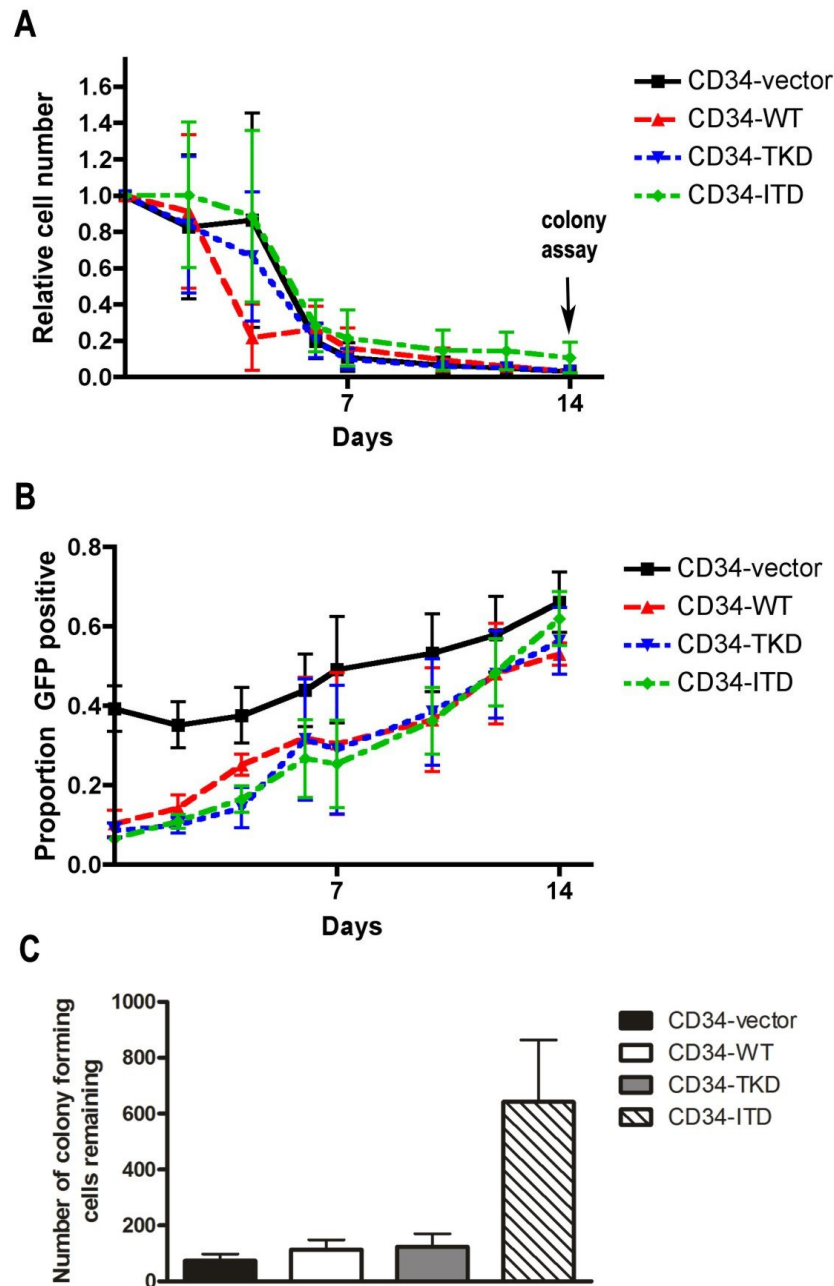 A
Relative cell number
1.6
1.4
1.2
1.0
0.8
0.6
0.4
0.2
0.0
7
14
Days
colony
assay
CD34-vector
CD34-WT
CD34-TKD
CD34-ITD
B
Proportion GFP positive
0.8
0.6
0.4
0.2
0.0
7
14
Days
CD34-vector
CD34-WT
CD34-TKD
CD34-ITD
C
Number of colony forming
cells remaining
1000
800
600
400
200
0
CD34-vector
CD34-WT
CD34-TKD
CD34-ITD